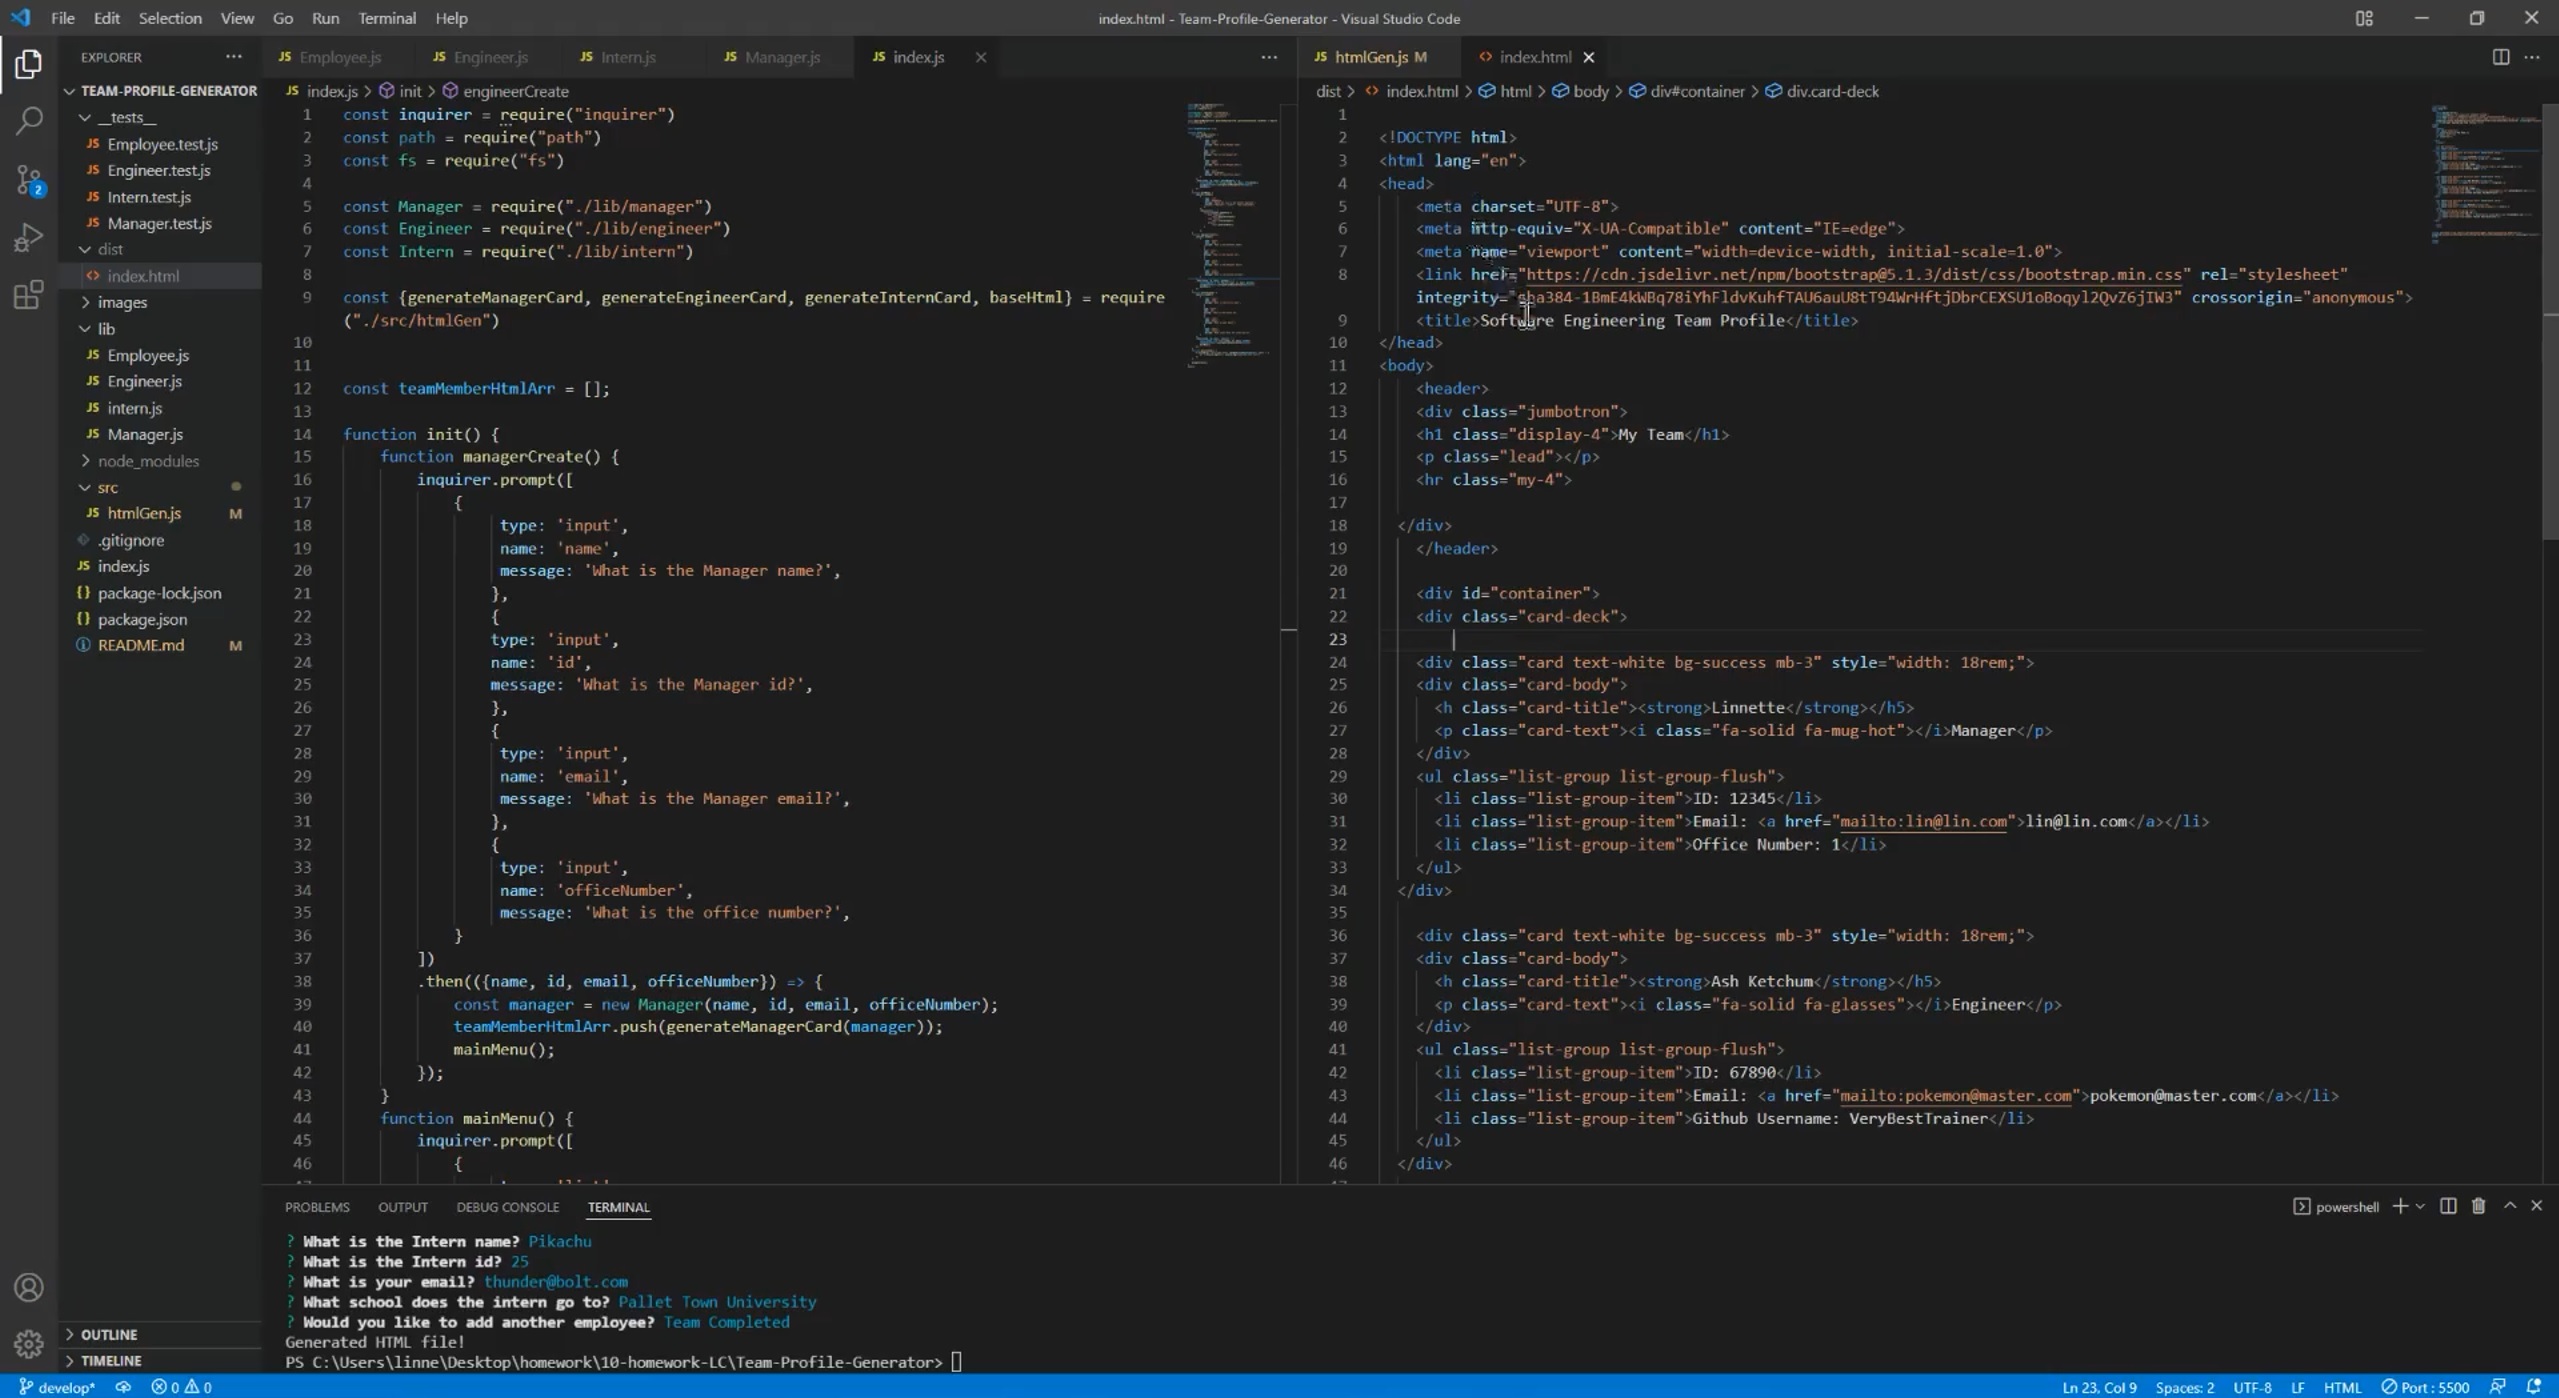 File Edit Selection View Go Run Terminal Help
index.html - Team-Profile-Generator - Visual Studio Code
EXPLORER
TEAM-PROFILE-GENERATOR
__tests__
JS Employee.test.js
JS Engineer.test.js
JS Intern.test.js
JS Manager.test.js
dist
<> index.html
images
lib
JS Employee.js
JS Engineer.js
JS intern.js
JS Manager.js
node_modules
src
JS htmlGen.js M
.gitignore
JS index.js
{} package-lock.json
{} package.json
README.md M
OUTLINE
TIMELINE
2
JS Employee.js JS Engineer.js JS Intern.js JS Manager.js JS index.js
JS index.js > init > engineerCreate
1 const inquirer = require("inquirer")
2 const path = require("path")
3 const fs = require("fs")
4
5 const Manager = require("./lib/manager")
6 const Engineer = require("./lib/engineer")
7 const Intern = require("./lib/intern")
8
9 const {generateManagerCard, generateEngineerCard, generateInternCard, baseHtml} = require
("./src/htmlGen")
10
11
12 const teamMemberHtmlArr = [];
13
14 function init() {
15 function managerCreate() {
16 inquirer.prompt([
17 {
18 type: 'input',
19 name: 'name',
20 message: 'What is the Manager name?',
21 },
22 {
23 type: 'input',
24 name: 'id',
25 message: 'What is the Manager id?',
26 },
27 {
28 type: 'input',
29 name: 'email',
30 message: 'What is the Manager email?',
31 },
32 {
33 type: 'input',
34 name: 'officeNumber',
35 message: 'What is the office number?',
36 }
37 ])
38 .then(({name, id, email, officeNumber}) => {
39 const manager = new Manager(name, id, email, officeNumber);
40 teamMemberHtmlArr.push(generateManagerCard(manager));
41 mainMenu();
42 });
43 }
44 function mainMenu() {
45 inquirer.prompt([
46 {
JS htmlGen.js M <> index.html
dist > <> index.html > html > body > div#container > div.card-deck
1
2 <!DOCTYPE html>
3 <html lang="en">
4 <head>
5 <meta charset="UTF-8">
6 <meta http-equiv="X-UA-Compatible" content="IE=edge">
7 <meta name="viewport" content="width=device-width, initial-scale=1.0">
8 <link href="https://cdn.jsdelivr.net/npm/bootstrap@5.1.3/dist/css/bootstrap.min.css" rel="stylesheet"
integrity="sha384-1BmE4kWBq78iYhFldvKuhfTAU6auU8tT94WrHftjDbrCEXSU1oBoqyl2QvZ6jIW3" crossorigin="anonymous">
9 <title>Software Engineering Team Profile</title>
10 </head>
11 <body>
12 <header>
13 <div class="jumbotron">
14 <h1 class="display-4">My Team</h1>
15 <p class="lead"></p>
16 <hr class="my-4">
17
18 </div>
19 </header>
20
21 <div id="container">
22 <div class="card-deck">
23
24 <div class="card text-white bg-success mb-3" style="width: 18rem;">
25 <div class="card-body">
26 <h class="card-title"><strong>Linnette</strong></h5>
27 <p class="card-text"><i class="fa-solid fa-mug-hot"></i>Manager</p>
28 </div>
29 <ul class="list-group list-group-flush">
30 <li class="list-group-item">ID: 12345</li>
31 <li class="list-group-item">Email: <a href="mailto:lin@lin.com">lin@lin.com</a></li>
32 <li class="list-group-item">Office Number: 1</li>
33 </ul>
34 </div>
35
36 <div class="card text-white bg-success mb-3" style="width: 18rem;">
37 <div class="card-body">
38 <h class="card-title"><strong>Ash Ketchum</strong></h5>
39 <p class="card-text"><i class="fa-solid fa-glasses"></i>Engineer</p>
40 </div>
41 <ul class="list-group list-group-flush">
42 <li class="list-group-item">ID: 67890</li>
43 <li class="list-group-item">Email: <a href="mailto:pokemon@master.com">pokemon@master.com</a></li>
44 <li class="list-group-item">Github Username: VeryBestTrainer</li>
45 </ul>
46 </div>
PROBLEMS OUTPUT DEBUG CONSOLE TERMINAL
powershell
? What is the Intern name? Pikachu
? What is the Intern id? 25
? What is your email? thunder@bolt.com
? What school does the intern go to? Pallet Town University
? Would you like to add another employee? Team Completed
Generated HTML file!
PS C:\Users\linne\Desktop\homework\10-homework-LC\Team-Profile-Generator>
develop* 0 0
Ln 23, Col 9 Spaces: 2 UTF-8 LF HTML Port : 5500